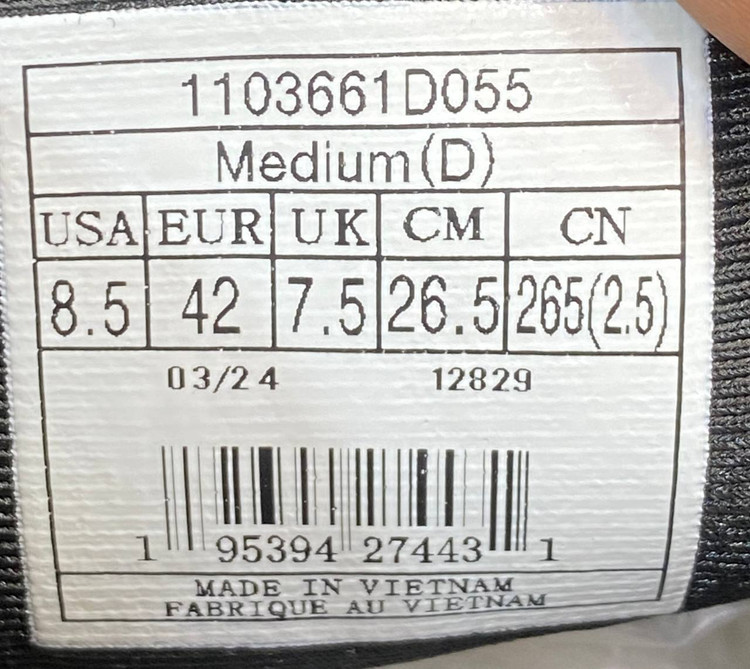 1103661D055
Medium(D)
USA EUR UK CM CN
8.5 42 7.5 26.5 265(2.5)
03/24 12829
1 95394 27443 1
MADE IN VIETNAM
FABRIQUE AU VIETNAM